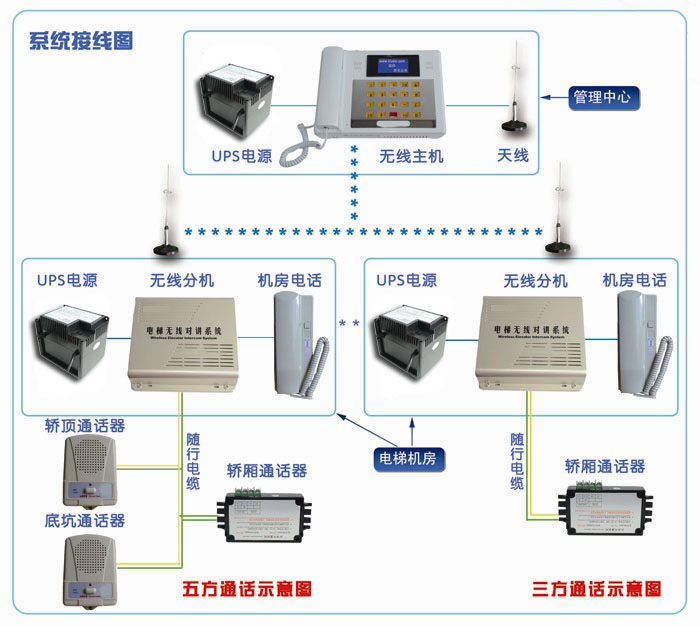 系统接线图
UPS电源
无线主机
天线
管理中心
UPS电源
无线分机
机房电话
电梯无线对讲系统
Wireless Elevator Intercom System
UPS电源
无线分机
机房电话
电梯无线对讲系统
Wireless Elevator Intercom System
电梯机房
轿顶通话器
随行电缆
轿厢通话器
底坑通话器
五方通话示意图
随行电缆
轿厢通话器
三方通话示意图